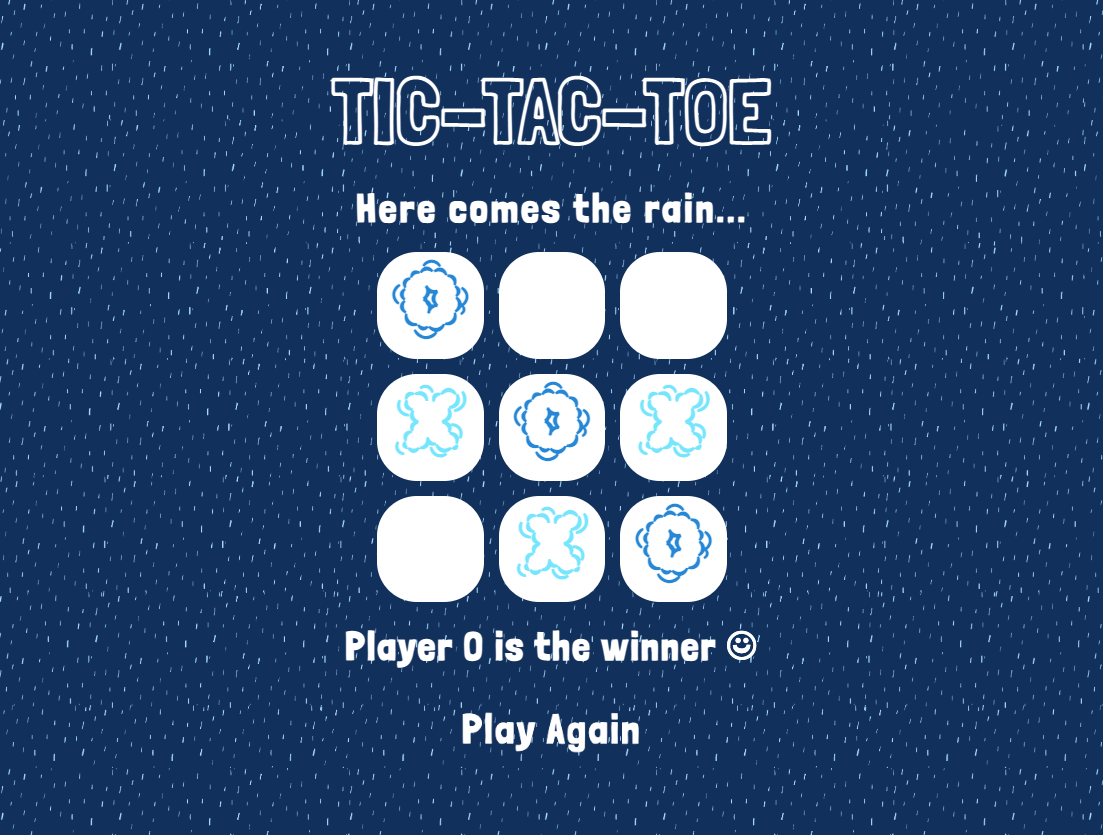 TIC-TAC-TOE
Here comes the rain...
O
X O X
X O
Player O is the winner ☺
Play Again